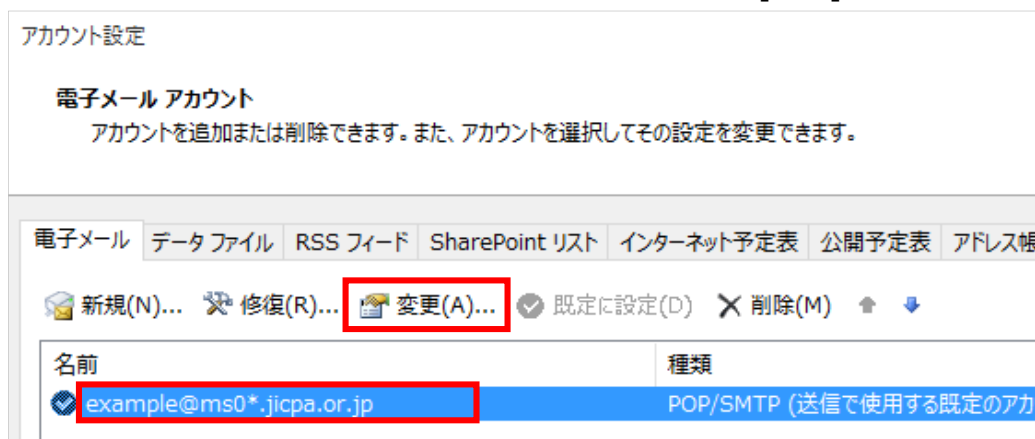 アカウント設定
電子メール アカウント
アカウントを追加または削除できます。また、アカウントを選択してその設定を変更できます。
電子メール データ ファイル RSS フィード SharePoint リスト インターネット予定表 公開予定表 アドレス帳
新規(N)... 修復(R)... 変更(A)... 既定に設定(D) 削除(M)
名前 種類
example@ms0*.jicpa.or.jp POP/SMTP (送信で使用する既定のアカ